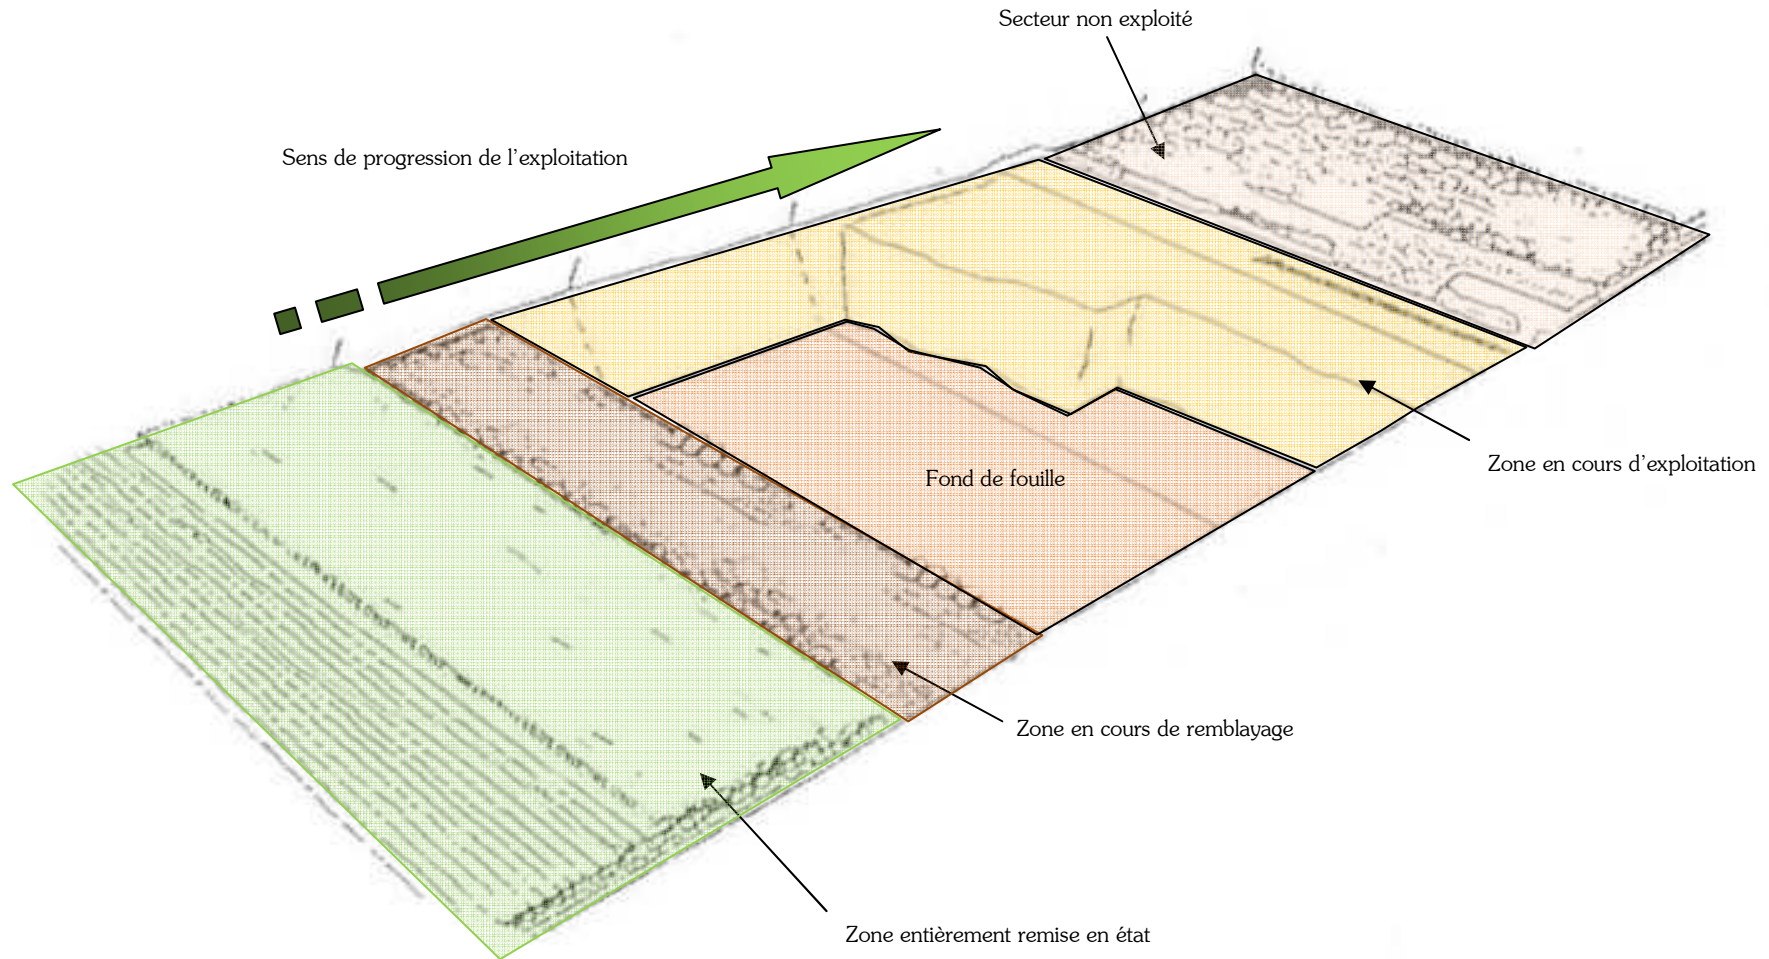 Secteur non exploité
Sens de progression de l’exploitation
Zone en cours d’exploitation
Fond de fouille
Zone en cours de remblayage
Zone entièrement remise en état